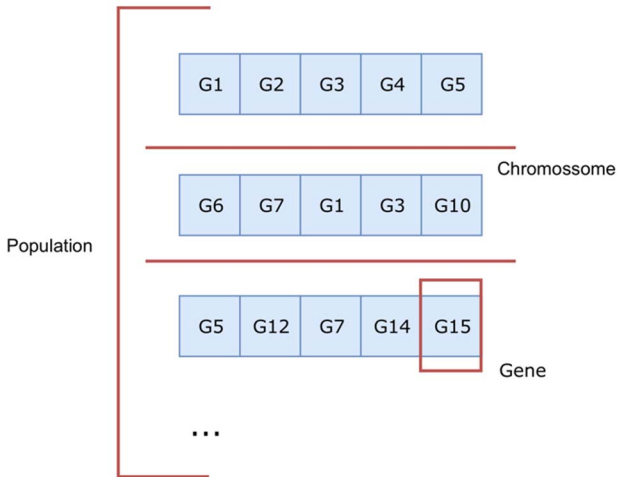 G1 G2 G3 G4 G5
Chromossome
G6 G7 G1 G3 G10
Population
G5 G12 G7 G14 G15
Gene
...